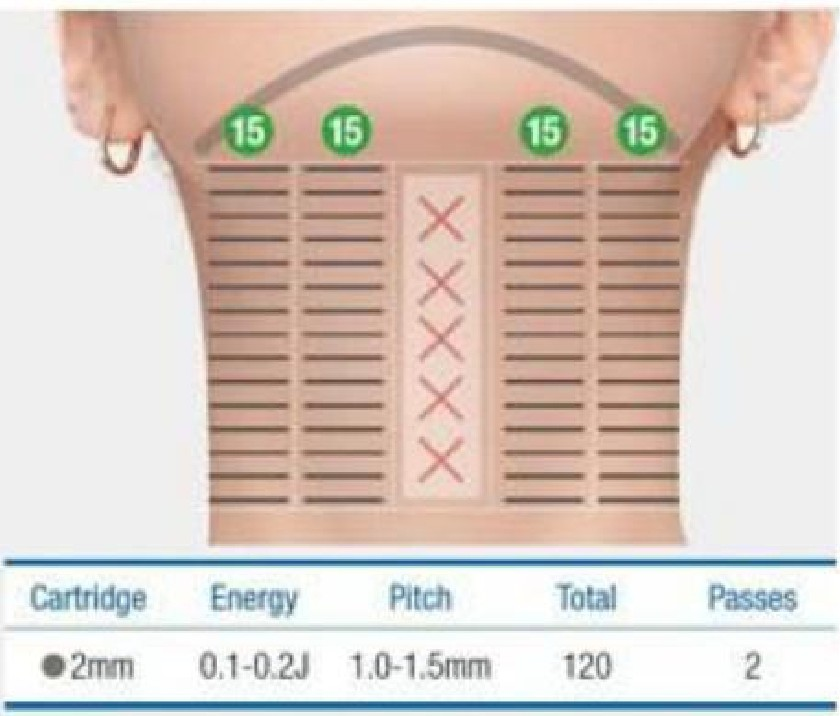 15 15 15 15
Cartridge Energy Pitch Total Passes
2mm 0.1-0.2J 1.0-1.5mm 120 2